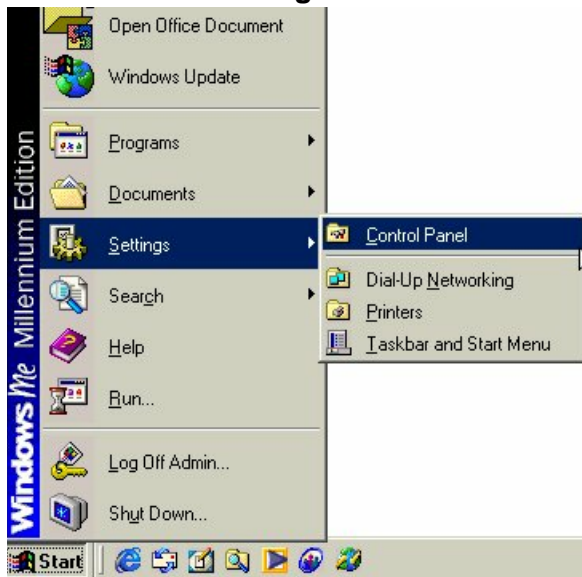 Open Office Document
Windows Update
Programs
Documents
Settings
Control Panel
Dial-Up Networking
Printers
Taskbar and Start Menu
Search
Help
Run...
Log Off Admin...
Shut Down...
Windows Me Millennium Edition
Start